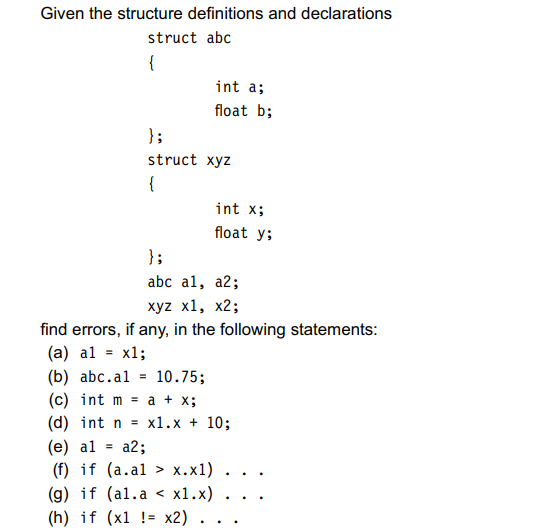 Given the structure definitions and declarations
struct abc
{
int a;
float b;
};
struct xyz
{
int x;
float y;
};
abc a1, a2;
xyz x1, x2;
find errors, if any, in the following statements:
(a) a1 = x1;
(b) abc.a1 = 10.75;
(c) int m = a + x;
(d) int n = x1.x + 10;
(e) a1 = a2;
(f) if (a.a1 > x.x1) . . .
(g) if (a1.a < x1.x) . . .
(h) if (x1 != x2) . . .